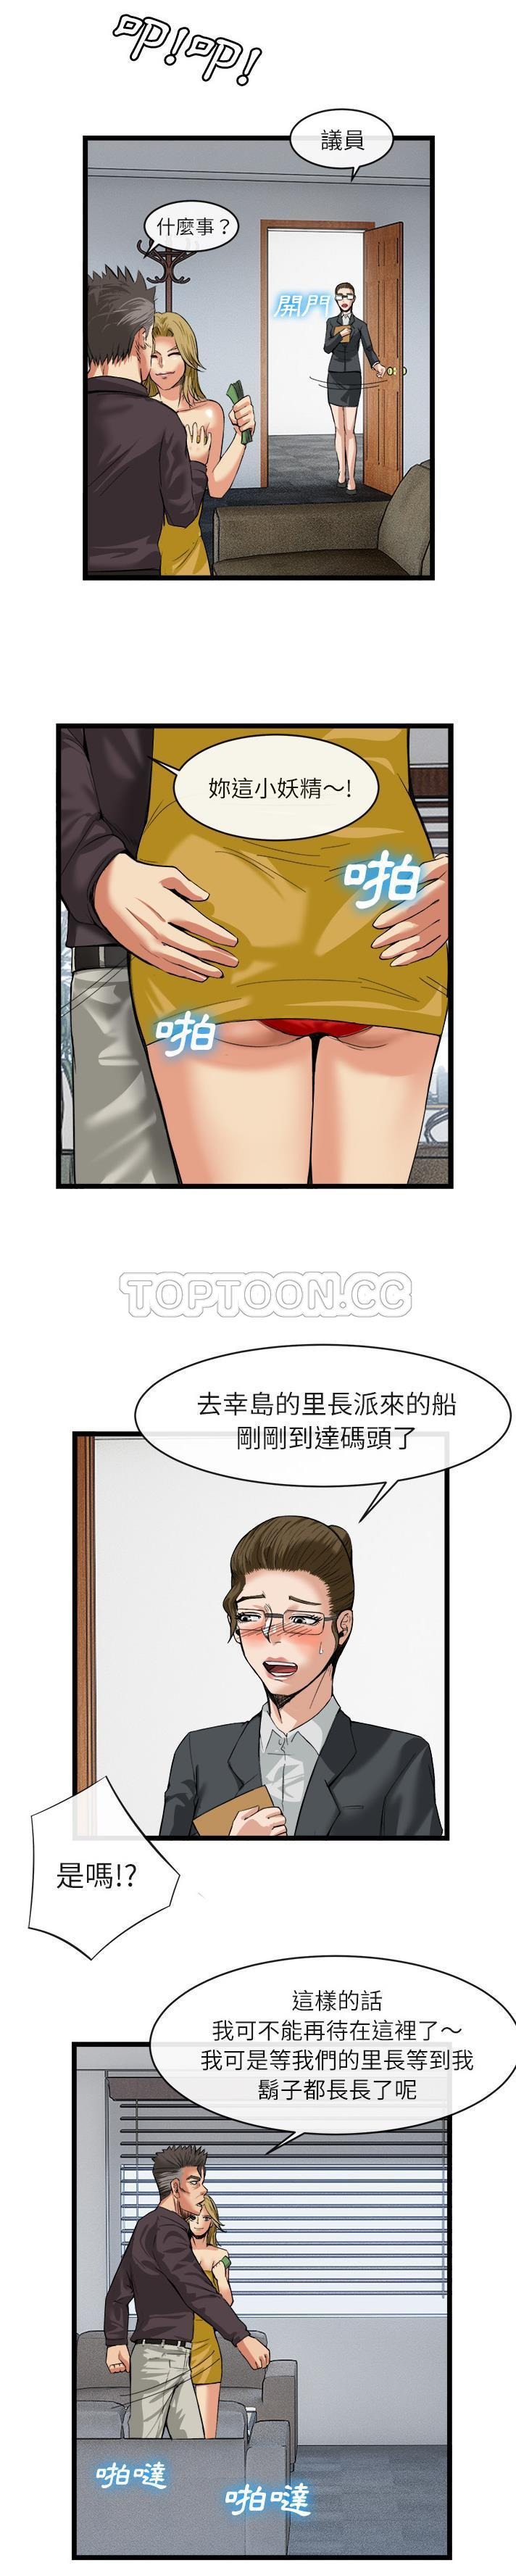 叩!叩!
議員
什麼事？
開門
妳這小妖精～!
啪
啪
TOPTOON.CC
去幸島的里長派來的船
剛剛到達碼頭了
是嗎!?
這樣的話
我可不能再待在這裡了～
我可是等我們的里長等到我
鬍子都長長了呢
啪噠
啪噠